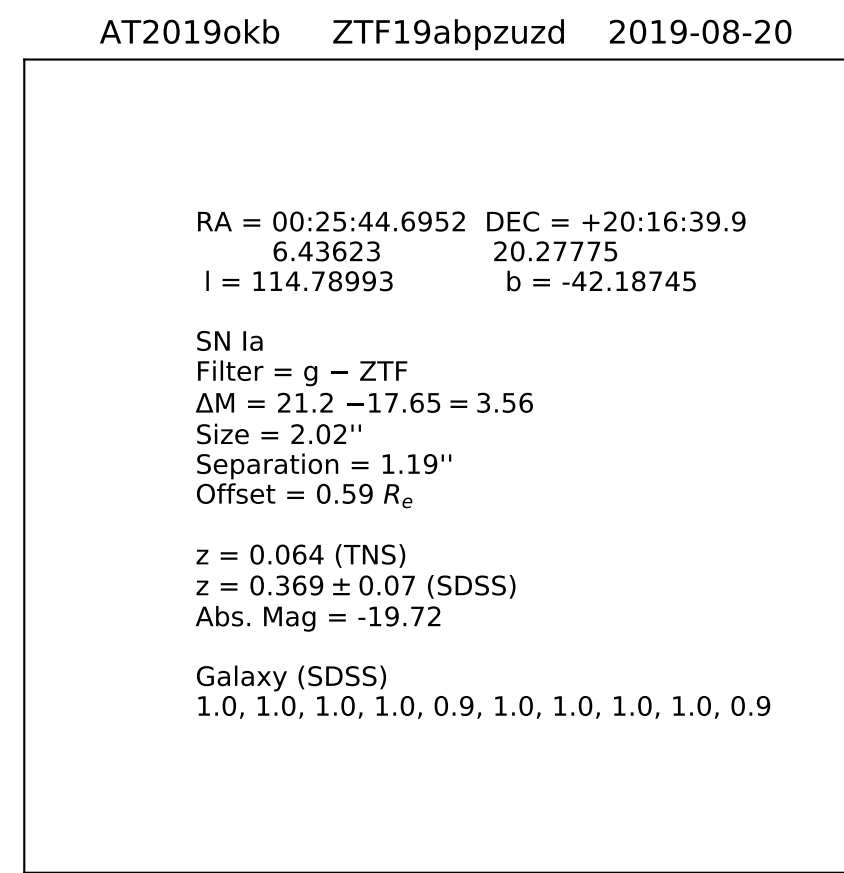 AT2019okb ZTF19abpzuzd 2019-08-20
RA = 00:25:44.6952 DEC = +20:16:39.9
6.43623 20.27775
l = 114.78993 b = -42.18745
SN Ia
Filter = g − ZTF
ΔM = 21.2 −17.65 = 3.56
Size = 2.02''
Separation = 1.19''
Offset = 0.59 Rₑ
z = 0.064 (TNS)
z = 0.369 ± 0.07 (SDSS)
Abs. Mag = -19.72
Galaxy (SDSS)
1.0, 1.0, 1.0, 1.0, 0.9, 1.0, 1.0, 1.0, 1.0, 0.9